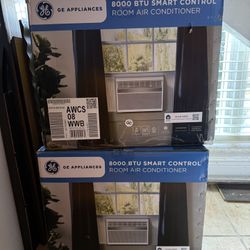 GE APPLIANCES
8000 BTU SMART CONTROL
ROOM AIR CONDITIONER
AWCS
08
WWB
GE APPLIANCES
8000 BTU SMART CONTROL
ROOM AIR CONDITIONER